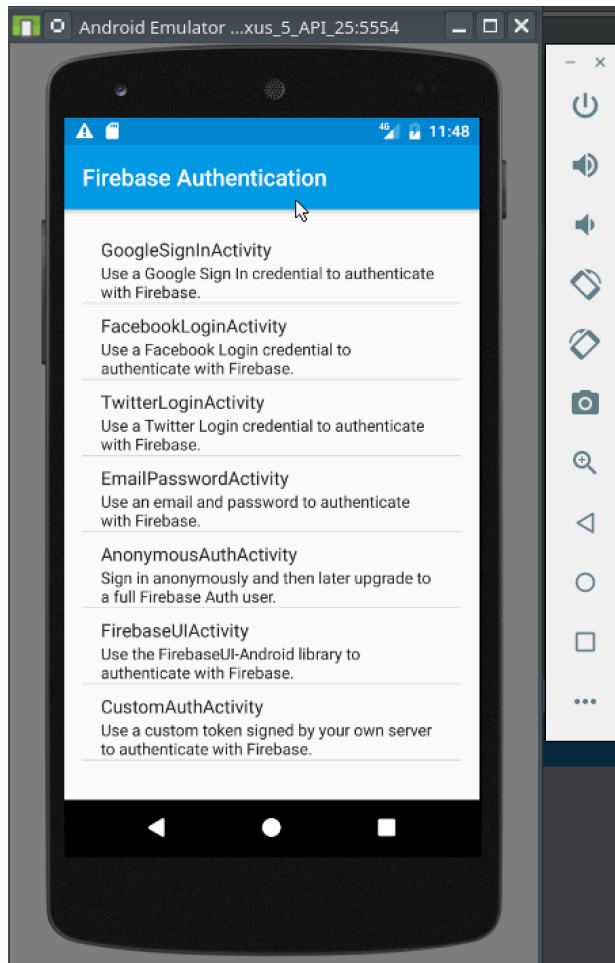 Android Emulator ...xus_5_API_25:5554
4G 11:48
Firebase Authentication
GoogleSignInActivity
Use a Google Sign In credential to authenticate
with Firebase.
FacebookLoginActivity
Use a Facebook Login credential to
authenticate with Firebase.
TwitterLoginActivity
Use a Twitter Login credential to authenticate
with Firebase.
EmailPasswordActivity
Use an email and password to authenticate
with Firebase.
AnonymousAuthActivity
Sign in anonymously and then later upgrade to
a full Firebase Auth user.
FirebaseUIActivity
Use the FirebaseUI-Android library to
authenticate with Firebase.
CustomAuthActivity
Use a custom token signed by your own server
to authenticate with Firebase.